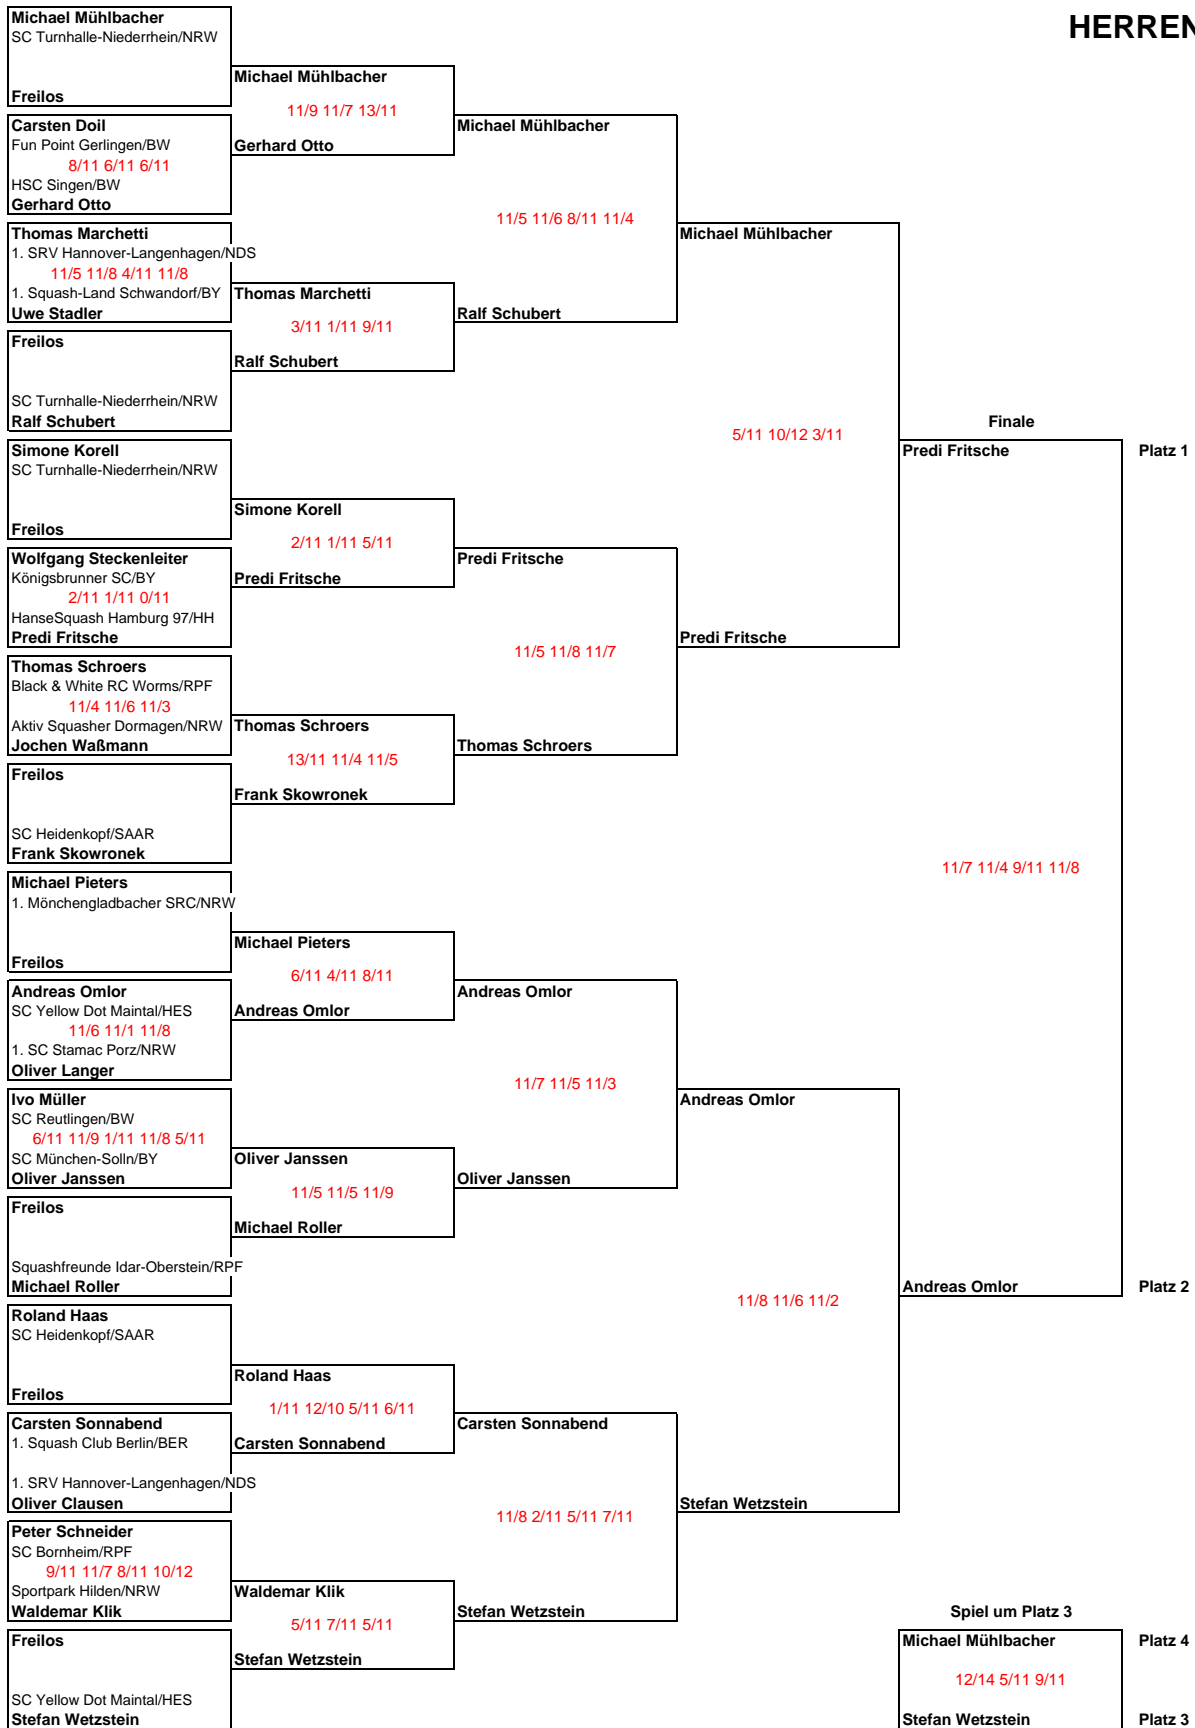 HERREN
Michael Mühlbacher
SC Turnhalle-Niederrhein/NRW
Freilos
Carsten Doil
Fun Point Gerlingen/BW
8/11 6/11 6/11
HSC Singen/BW
Gerhard Otto
Thomas Marchetti
1. SRV Hannover-Langenhagen/NDS
11/5 11/8 4/11 11/8
1. Squash-Land Schwandorf/BY
Uwe Stadler
Freilos
SC Turnhalle-Niederrhein/NRW
Ralf Schubert
Simone Korell
SC Turnhalle-Niederrhein/NRW
Freilos
Wolfgang Steckenleiter
Königsbrunner SC/BY
2/11 1/11 0/11
HanseSquash Hamburg 97/HH
Predi Fritsche
Thomas Schroers
Black & White RC Worms/RPF
11/4 11/6 11/3
Aktiv Squasher Dormagen/NRW
Jochen Waßmann
Freilos
SC Heidenkopf/SAAR
Frank Skowronek
Michael Pieters
1. Mönchengladbacher SRC/NRW
Freilos
Andreas Omlor
SC Yellow Dot Maintal/HES
11/6 11/1 11/8
1. SC Stamac Porz/NRW
Oliver Langer
Ivo Müller
SC Reutlingen/BW
6/11 11/9 1/11 11/8 5/11
SC München-Solln/BY
Oliver Janssen
Freilos
Squashfreunde Idar-Oberstein/RPF
Michael Roller
Roland Haas
SC Heidenkopf/SAAR
Freilos
Carsten Sonnabend
1. Squash Club Berlin/BER
1. SRV Hannover-Langenhagen/NDS
Oliver Clausen
Peter Schneider
SC Bornheim/RPF
9/11 11/7 8/11 10/12
Sportpark Hilden/NRW
Waldemar Klik
Freilos
SC Yellow Dot Maintal/HES
Stefan Wetzstein
Michael Mühlbacher
11/9 11/7 13/11
Gerhard Otto
Thomas Marchetti
3/11 1/11 9/11
Ralf Schubert
Simone Korell
2/11 1/11 5/11
Predi Fritsche
Thomas Schroers
13/11 11/4 11/5
Frank Skowronek
Michael Pieters
6/11 4/11 8/11
Andreas Omlor
Oliver Janssen
11/5 11/5 11/9
Michael Roller
Roland Haas
1/11 12/10 5/11 6/11
Carsten Sonnabend
Waldemar Klik
5/11 7/11 5/11
Stefan Wetzstein
Michael Mühlbacher
11/5 11/6 8/11 11/4
Ralf Schubert
Predi Fritsche
11/5 11/8 11/7
Thomas Schroers
Andreas Omlor
11/7 11/5 11/3
Oliver Janssen
Carsten Sonnabend
11/8 2/11 5/11 7/11
Stefan Wetzstein
Michael Mühlbacher
5/11 10/12 3/11
Predi Fritsche
Andreas Omlor
11/8 11/6 11/2
Stefan Wetzstein
Finale
Predi Fritsche
Platz 1
11/7 11/4 9/11 11/8
Andreas Omlor
Platz 2
Spiel um Platz 3
Michael Mühlbacher
Platz 4
12/14 5/11 9/11
Stefan Wetzstein
Platz 3